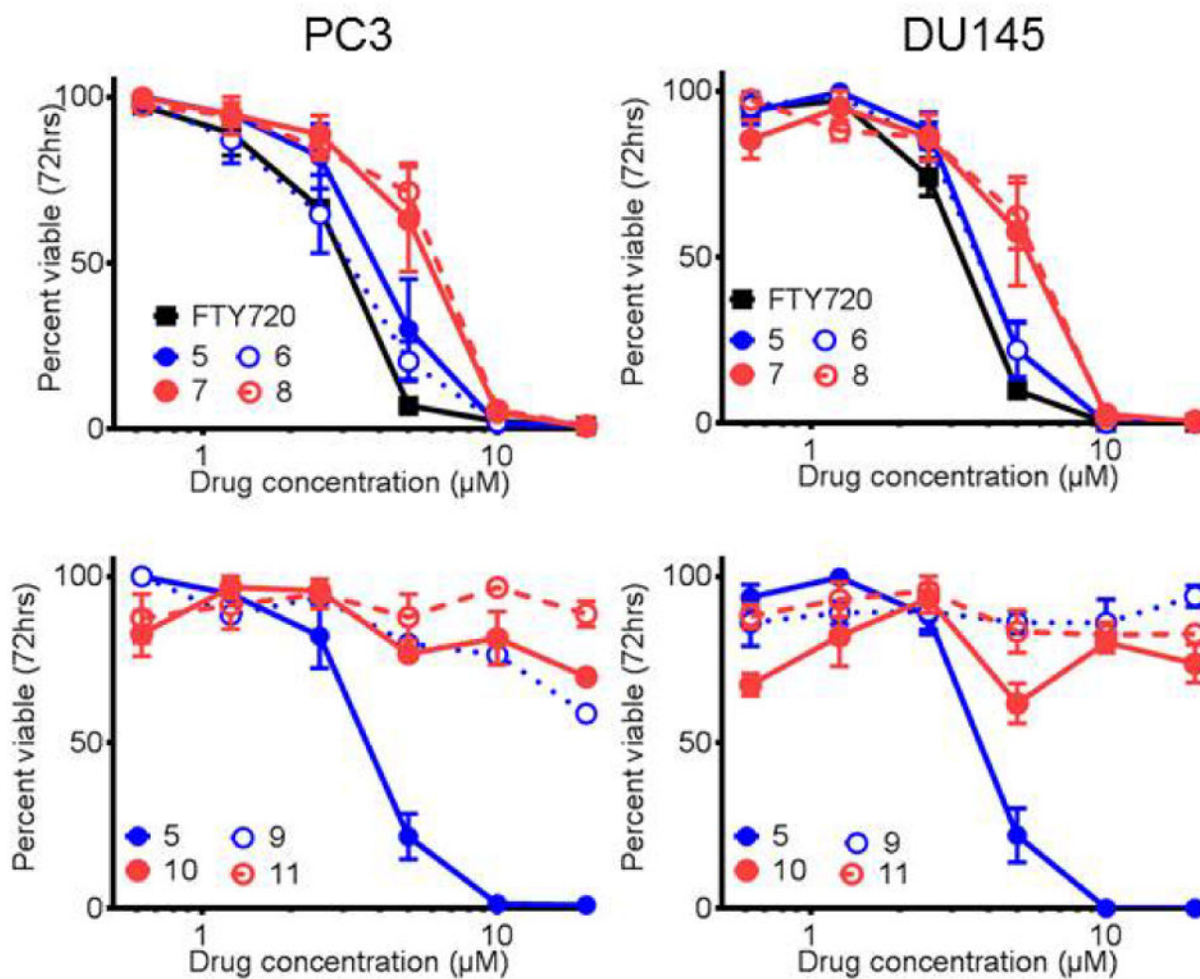 PC3
DU145
Percent viable (72hrs)
100
50
0
FTY720
5 6
7 8
1 10
Drug concentration (µM)
Percent viable (72hrs)
100
50
0
FTY720
5 6
7 8
1 10
Drug concentration (µM)
Percent viable (72hrs)
100
50
0
5 9
10 11
1 10
Drug concentration (µM)
Percent viable (72hrs)
100
50
0
5 9
10 11
1 10
Drug concentration (µM)